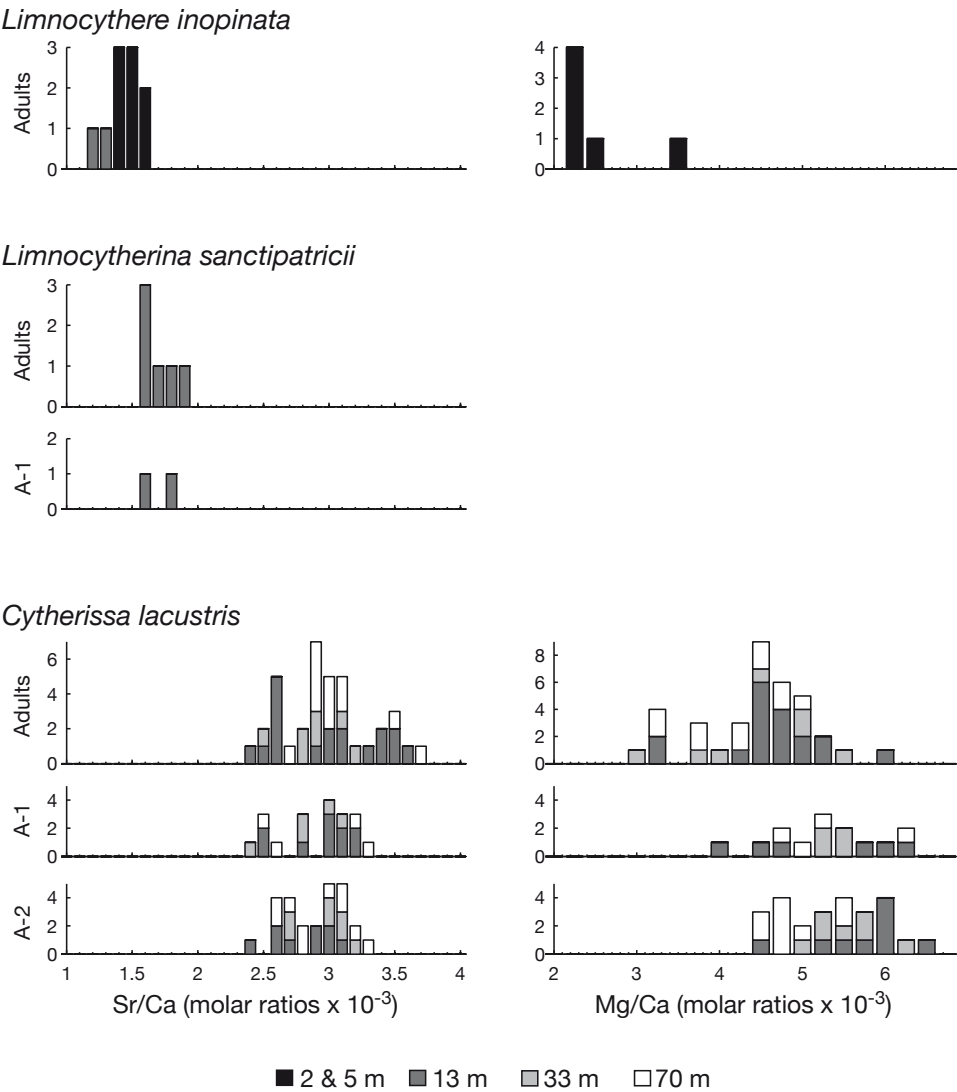 Limnocythere inopinata
Adults
3
2
1
0
4
3
2
1
0
Limnocytherina sanctipatricii
Adults
3
2
1
0
A-1
2
1
0
Cytherissa lacustris
Adults
6
4
2
0
8
6
4
2
0
A-1
4
2
0
4
2
0
A-2
4
2
0
4
2
0
1 1.5 2 2.5 3 3.5 4
2 3 4 5 6
Sr/Ca (molar ratios x 10-3)
Mg/Ca (molar ratios x 10-3)
2 & 5 m 13 m 33 m 70 m